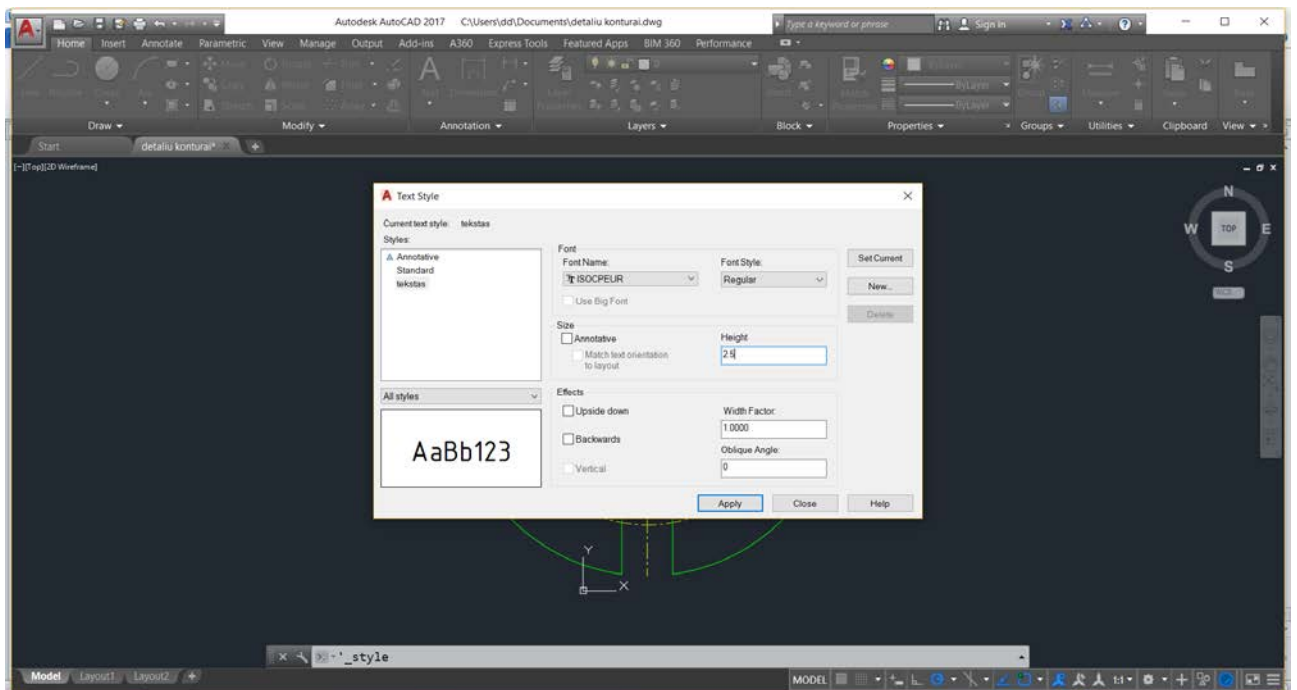 Autodesk AutoCAD 2017 C:\Users\dd\Documents\detaliu konturai.dwg
Type a keyword or phrase
Sign In
Home Insert Annotate Parametric View Manage Output Add-ins A360 Express Tools Featured Apps BIM 360 Performance
Draw Modify Annotation Layers Block Properties Groups Utilities Clipboard View
Start detaliu konturai*
[-][Top][2D Wireframe]
N
W TOP E
S
Text Style
Current text style: tekstas
Styles:
Annotative
Standard
tekstas
All styles
AaBb123
Font
Font Name: Font Style:
ISOCPEUR Regular
Use Big Font
Size
Annotative
Match text orientation
to layout
Height
2.5
Effects
Upside down
Backwards
Vertical
Width Factor:
1.0000
Oblique Angle:
0
Set Current
New...
Delete
Apply Close Help
Y
X
'_style
Model Layout1 Layout2
MODEL 1:1